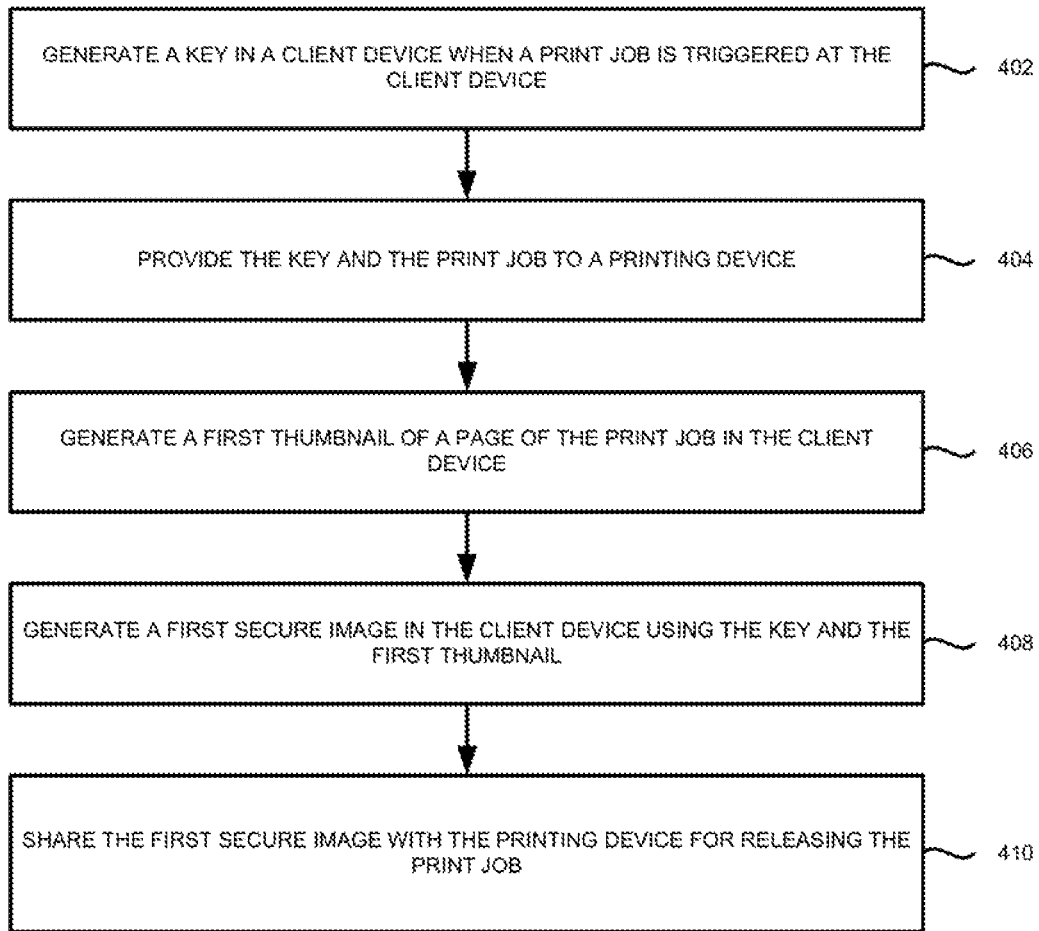 GENERATE A KEY IN A CLIENT DEVICE WHEN A PRINT JOB IS TRIGGERED AT THE
CLIENT DEVICE
402
PROVIDE THE KEY AND THE PRINT JOB TO A PRINTING DEVICE
404
GENERATE A FIRST THUMBNAIL OF A PAGE OF THE PRINT JOB IN THE CLIENT
DEVICE
406
GENERATE A FIRST SECURE IMAGE IN THE CLIENT DEVICE USING THE KEY AND THE
FIRST THUMBNAIL
408
SHARE THE FIRST SECURE IMAGE WITH THE PRINTING DEVICE FOR RELEASING THE
PRINT JOB
410